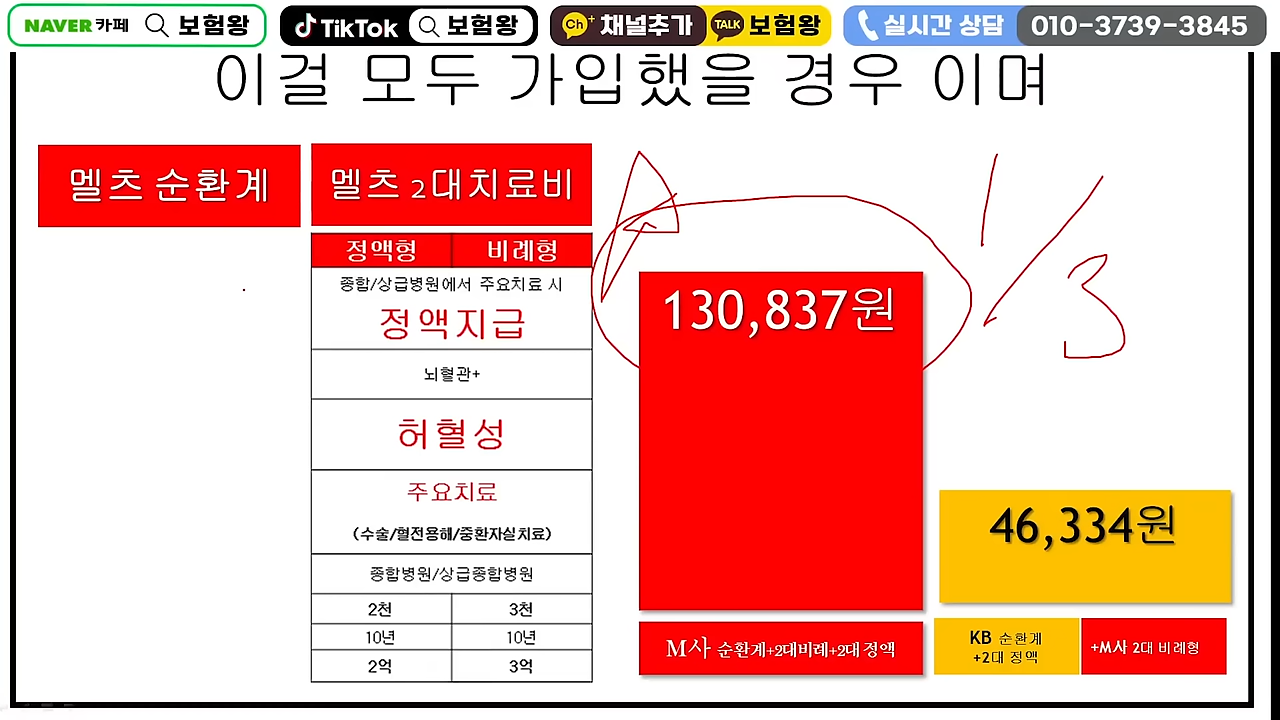 NAVER 카페 보험왕 TikTok 보험왕 Ch+ 채널추가 TALK 보험왕 실시간 상담 010-3739-3845
이걸 모두 가입했을 경우 이며
멜츠 순환계 멜츠 2대치료비
정액형 비례형
종합/상급병원에서 주요치료 시
정액지급
뇌혈관+
허혈성
주요치료
(수술/혈전용해/중환자실치료)
종합병원/상급종합병원
2천 3천
10년 10년
2억 3억
130,837원
1/3
46,334원
M사 순환계+2대비례+2대 정액
KB 순환계
+2대 정액
+M사 2대 비례형